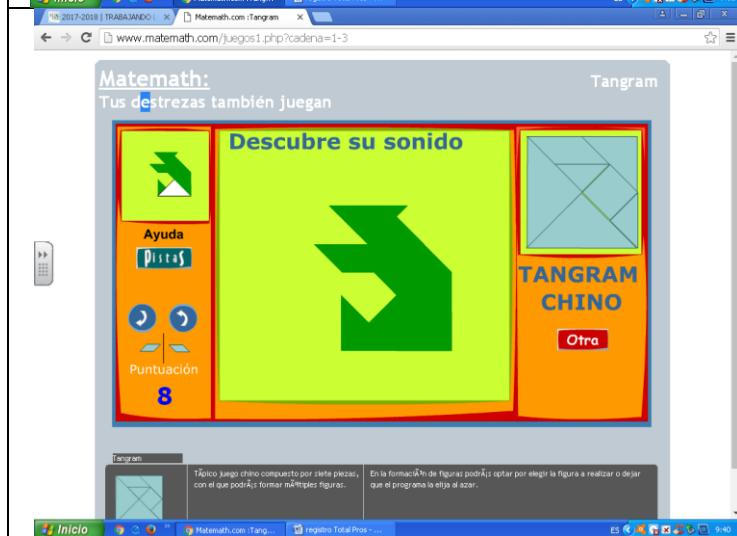 Inicio
2017-2018 | TRABAJANDO
Matemath.com :Tangram
www.matemath.com/juegos1.php?cadena=1-3
Matemath:
Tangram
Tus destrezas también juegan
Descubre su sonido
Ayuda
Pistas
Puntuación
8
TANGRAM
CHINO
Otra
Tangram
TÃpico juego chino compuesto por siete piezas,
con el que podrÃ¡s formar mÃºltiples figuras.
En la formaciÃ³n de figuras podrÃ¡s optar por elegir la figura a realizar o dejar
que el programa la elija al azar.
Inicio
Matemath.com :Tang...
registro Total Pros - ...
ES
9:40